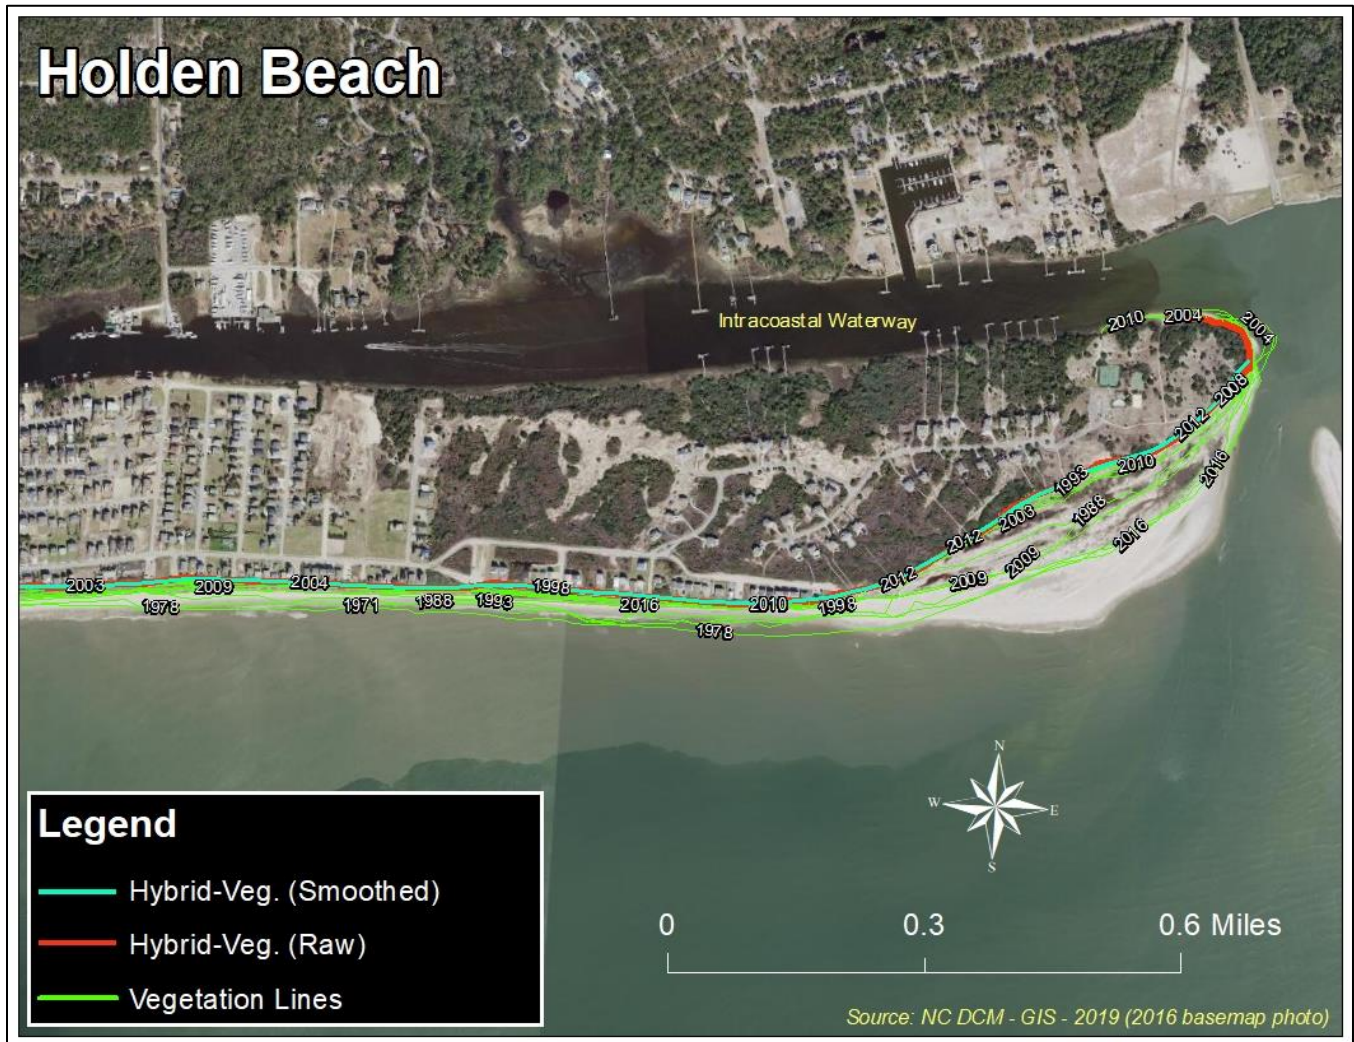 Holden Beach
Intracoastal Waterway
2010
2004
2004
2008
2012
2010
2016
1993
2003
1988
2016
2012
2009
2009
2012
2003
2009
2004
1998
2016
2010
1998
1978
1971
1988
1993
1978
N
W
E
S
Legend
Hybrid-Veg. (Smoothed)
Hybrid-Veg. (Raw)
Vegetation Lines
0 0.3 0.6 Miles
Source: NC DCM - GIS - 2019 (2016 basemap photo)